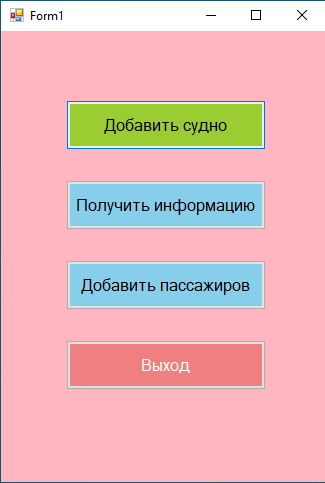 Form1
Добавить судно
Получить информацию
Добавить пассажиров
Выход